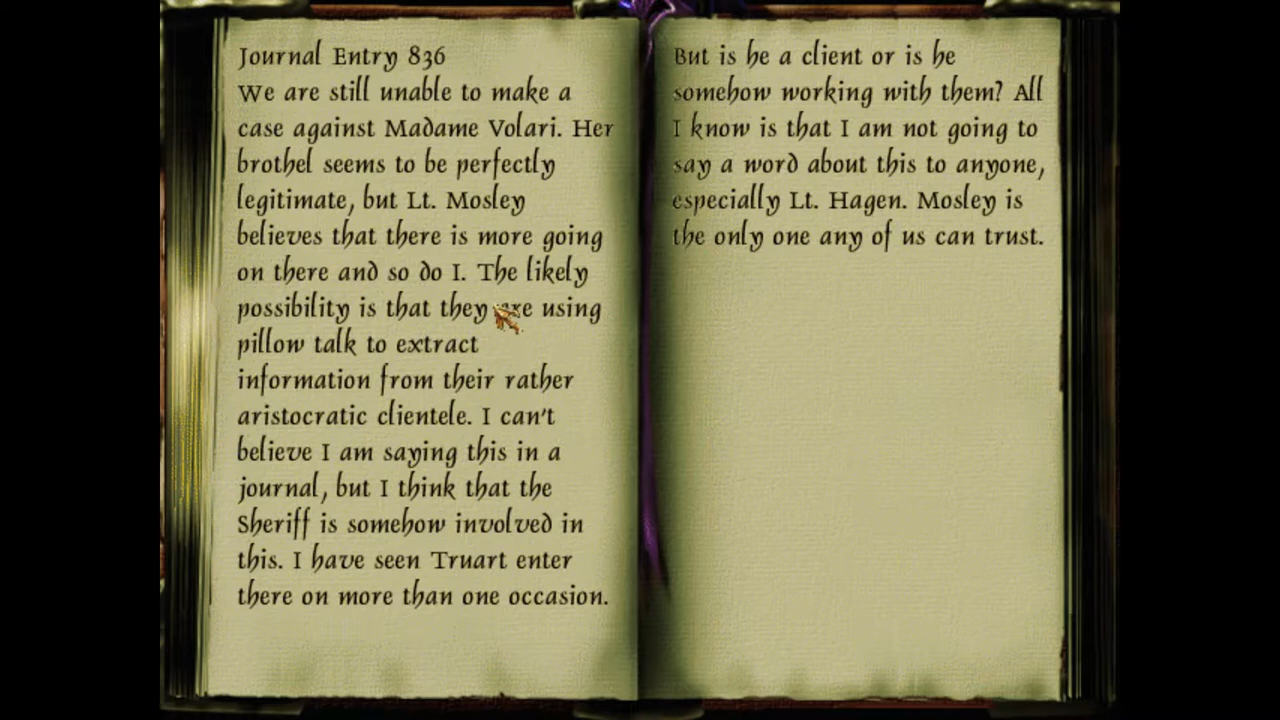 Journal Entry 836
We are still unable to make a
case against Madame Volari. Her
brothel seems to be perfectly
legitimate, but Lt. Mosley
believes that there is more going
on there and so do I. The likely
possibility is that they are using
pillow talk to extract
information from their rather
aristocratic clientele. I can't
believe I am saying this in a
journal, but I think that the
Sheriff is somehow involved in
this. I have seen Truart enter
there on more than one occasion.
But is he a client or is he
somehow working with them? All
I know is that I am not going to
say a word about this to anyone,
especially Lt. Hagen. Mosley is
the only one any of us can trust.